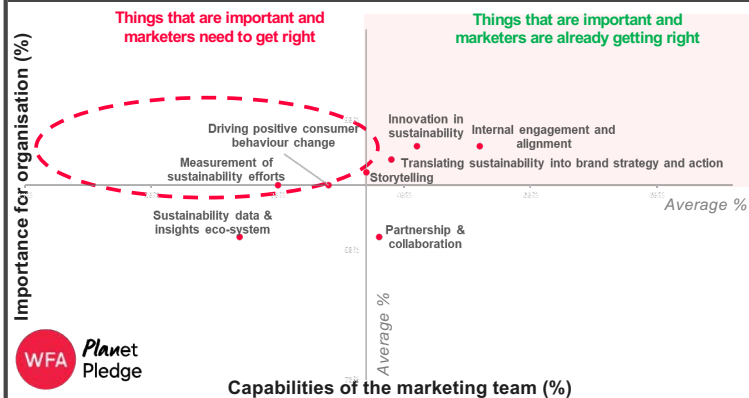 Things that are important and
marketers need to get right
Things that are important and
marketers are already getting right
Importance for organisation (%)
Driving positive consumer
behaviour change
Innovation in
sustainability
Internal engagement and
alignment
Measurement of
sustainability efforts
Translating sustainability into brand strategy and action
Storytelling
Average %
Sustainability data &
insights eco-system
Partnership &
collaboration
Average %
WFA
Planet
Pledge
Capabilities of the marketing team (%)